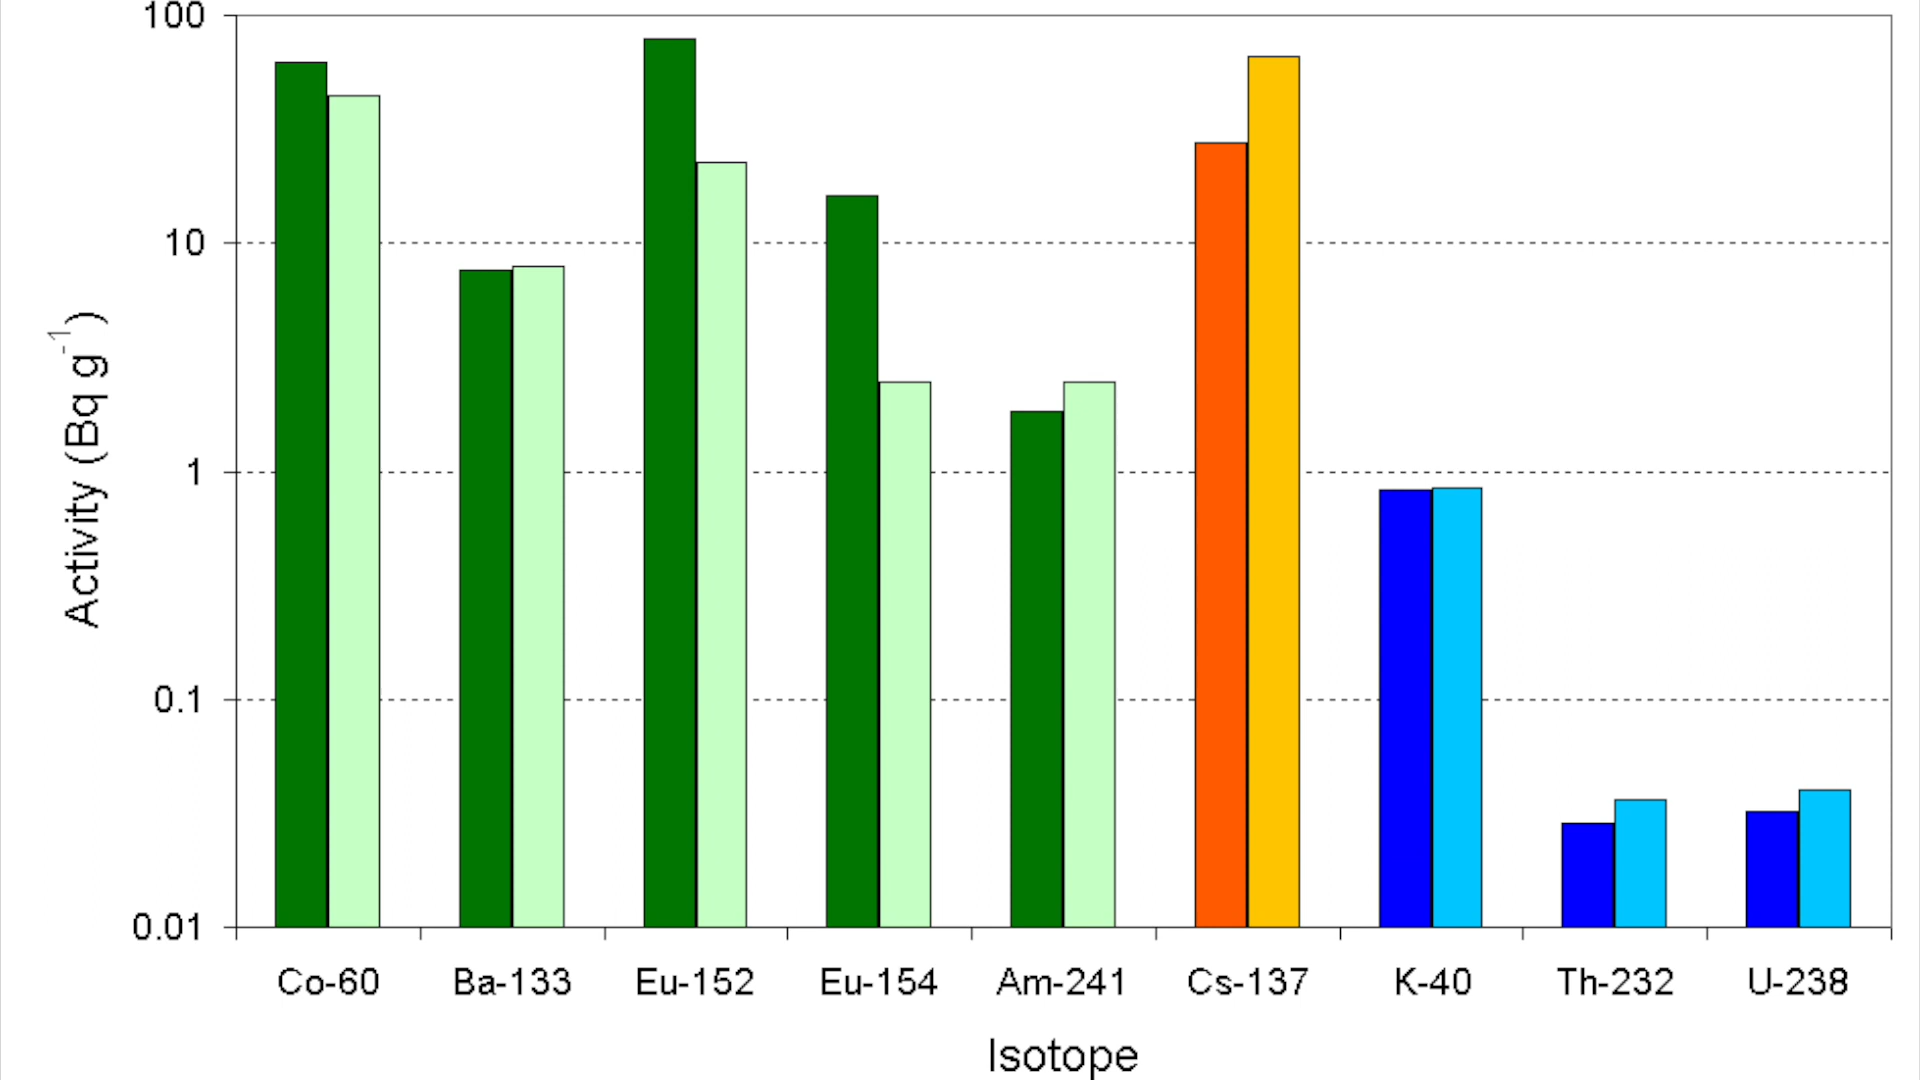 100
10
1
0.1
0.01
Activity (Bq g⁻¹)
Co-60 Ba-133 Eu-152 Eu-154 Am-241 Cs-137 K-40 Th-232 U-238
Isotope